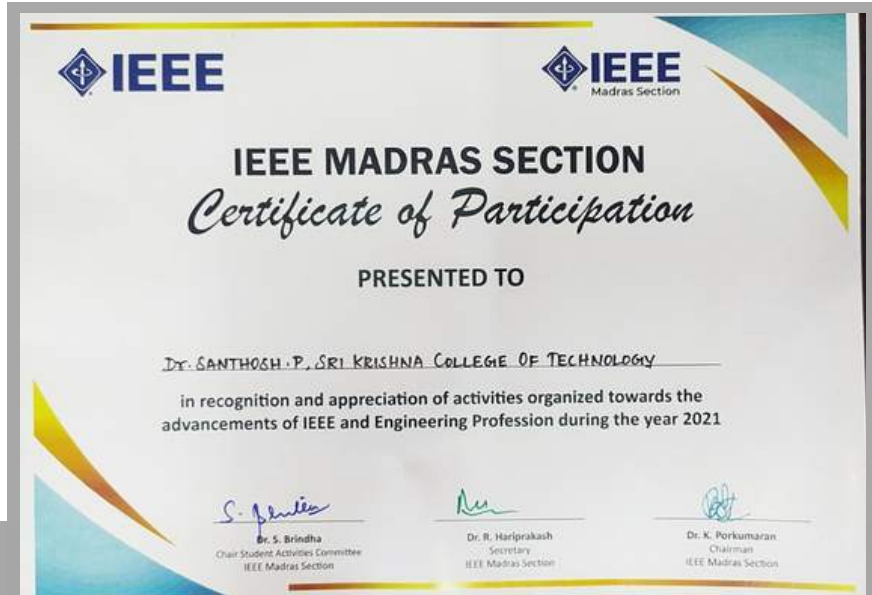 IEEE
IEEE
Madras Section
IEEE MADRAS SECTION
Certificate of Participation
PRESENTED TO
Dr. SANTHOSH. P, SRI KRISHNA COLLEGE OF TECHNOLOGY
in recognition and appreciation of activities organized towards the
advancements of IEEE and Engineering Profession during the year 2021
Dr. S. Brindha
Chair Student Activities Committee
IEEE Madras Section
Dr. R. Hariprakash
Secretary
IEEE Madras Section
Dr. K. Porkumaran
Chairman
IEEE Madras Section